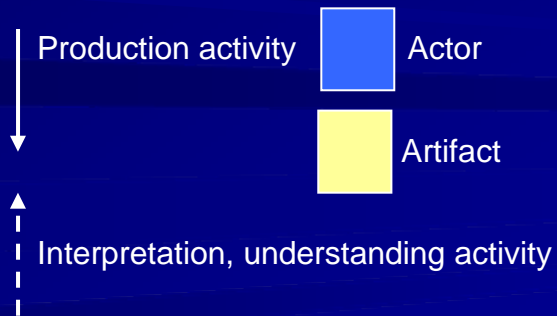 Production activity
Actor
Artifact
Interpretation, understanding activity